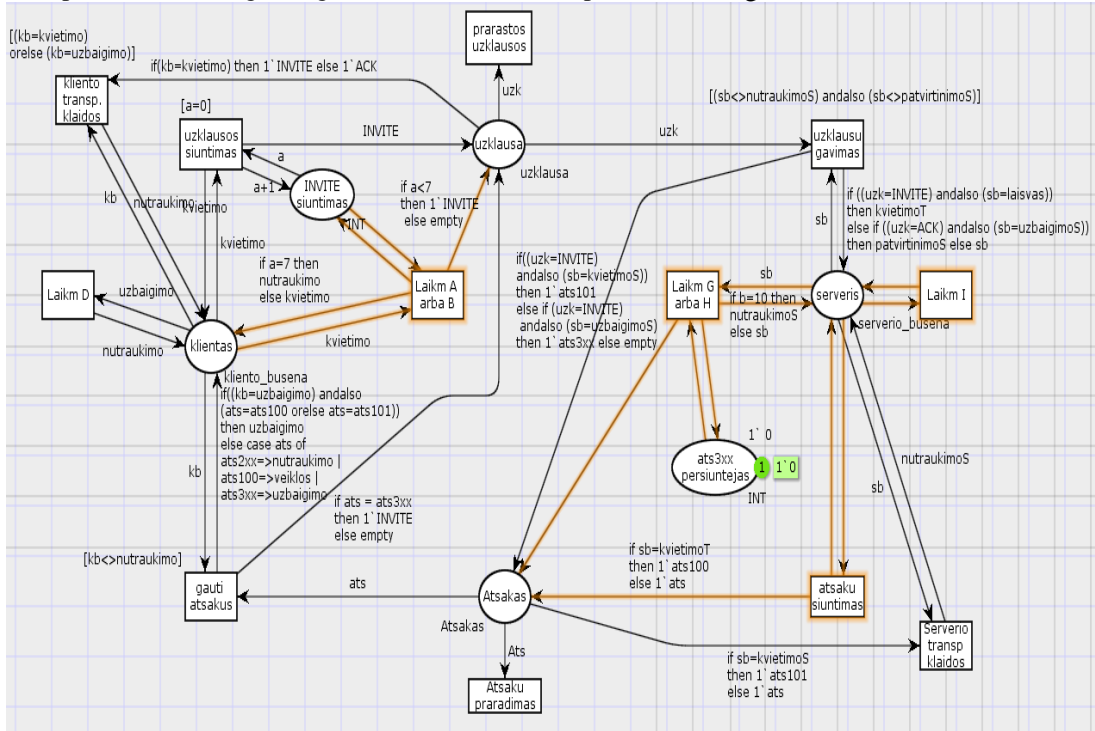 [(kb=kvietimo)
orelse (kb=uzbaigimo)]
prarastos
uzklausos
if(kb=kvietimo) then 1`INVITE else 1`ACK
kliento
transp.
klaidos
uzk
[a=0]
[(sb<>nutraukimoS) andalso (sb<>patvirtinimoS)]
uzklausos
siuntimas
INVITE
uzklausa
uzk
uzklausu
gavimas
a
uzklausa
a+1
INVITE
siuntimas
INT
kb
nutraukimo
kvietimo
if a<7
then 1`INVITE
else empty
sb
if ((uzk=INVITE) andalso (sb=laisvas))
then kvietimoT
else if ((uzk=ACK) andalso (sb=uzbaigimoS))
then patvirtinimoS else sb
kvietimo
if a=7 then
nutraukimo
else kvietimo
if((uzk=INVITE)
andalso (sb=kvietimoS))
then 1`ats101
else if (uzk=INVITE)
andalso (sb=uzbaigimoS)
then 1`ats3xx else empty
sb
Laikm D
uzbaigimo
Laikm A
arba B
Laikm G
arba H
if b=10 then
nutraukimoS
else sb
serveris
Laikm I
serverio_busena
nutraukimo
klientas
kvietimo
kliento_busena
if((kb=uzbaigimo) andalso
(ats=ats100 orelse ats=ats101))
then uzbaigimo
else case ats of
ats2xx=>nutraukimo |
ats100=>veiklos |
ats3xx=>uzbaigimo
kb
1` 0
ats3xx
persiuntejas
1
1`0
INT
nutraukimoS
sb
if ats = ats3xx
then 1`INVITE
else empty
[kb<>nutraukimo]
if sb=kvietimoT
then 1`ats100
else 1`ats
gauti
atsakus
ats
Atsakas
Atsakas
atsaku
siuntimas
Serverio
transp
klaidos
Ats
if sb=kvietimoS
then 1`ats101
else 1`ats
Atsaku
praradimas